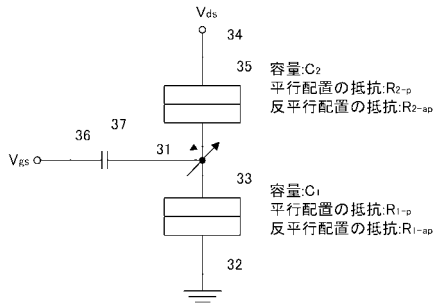 Vds
34
35
容量:C2
平行配置の抵抗:R2-p
反平行配置の抵抗:R2-ap
36
37
31
Vgs
33
容量:C1
平行配置の抵抗:R1-p
反平行配置の抵抗:R1-ap
32